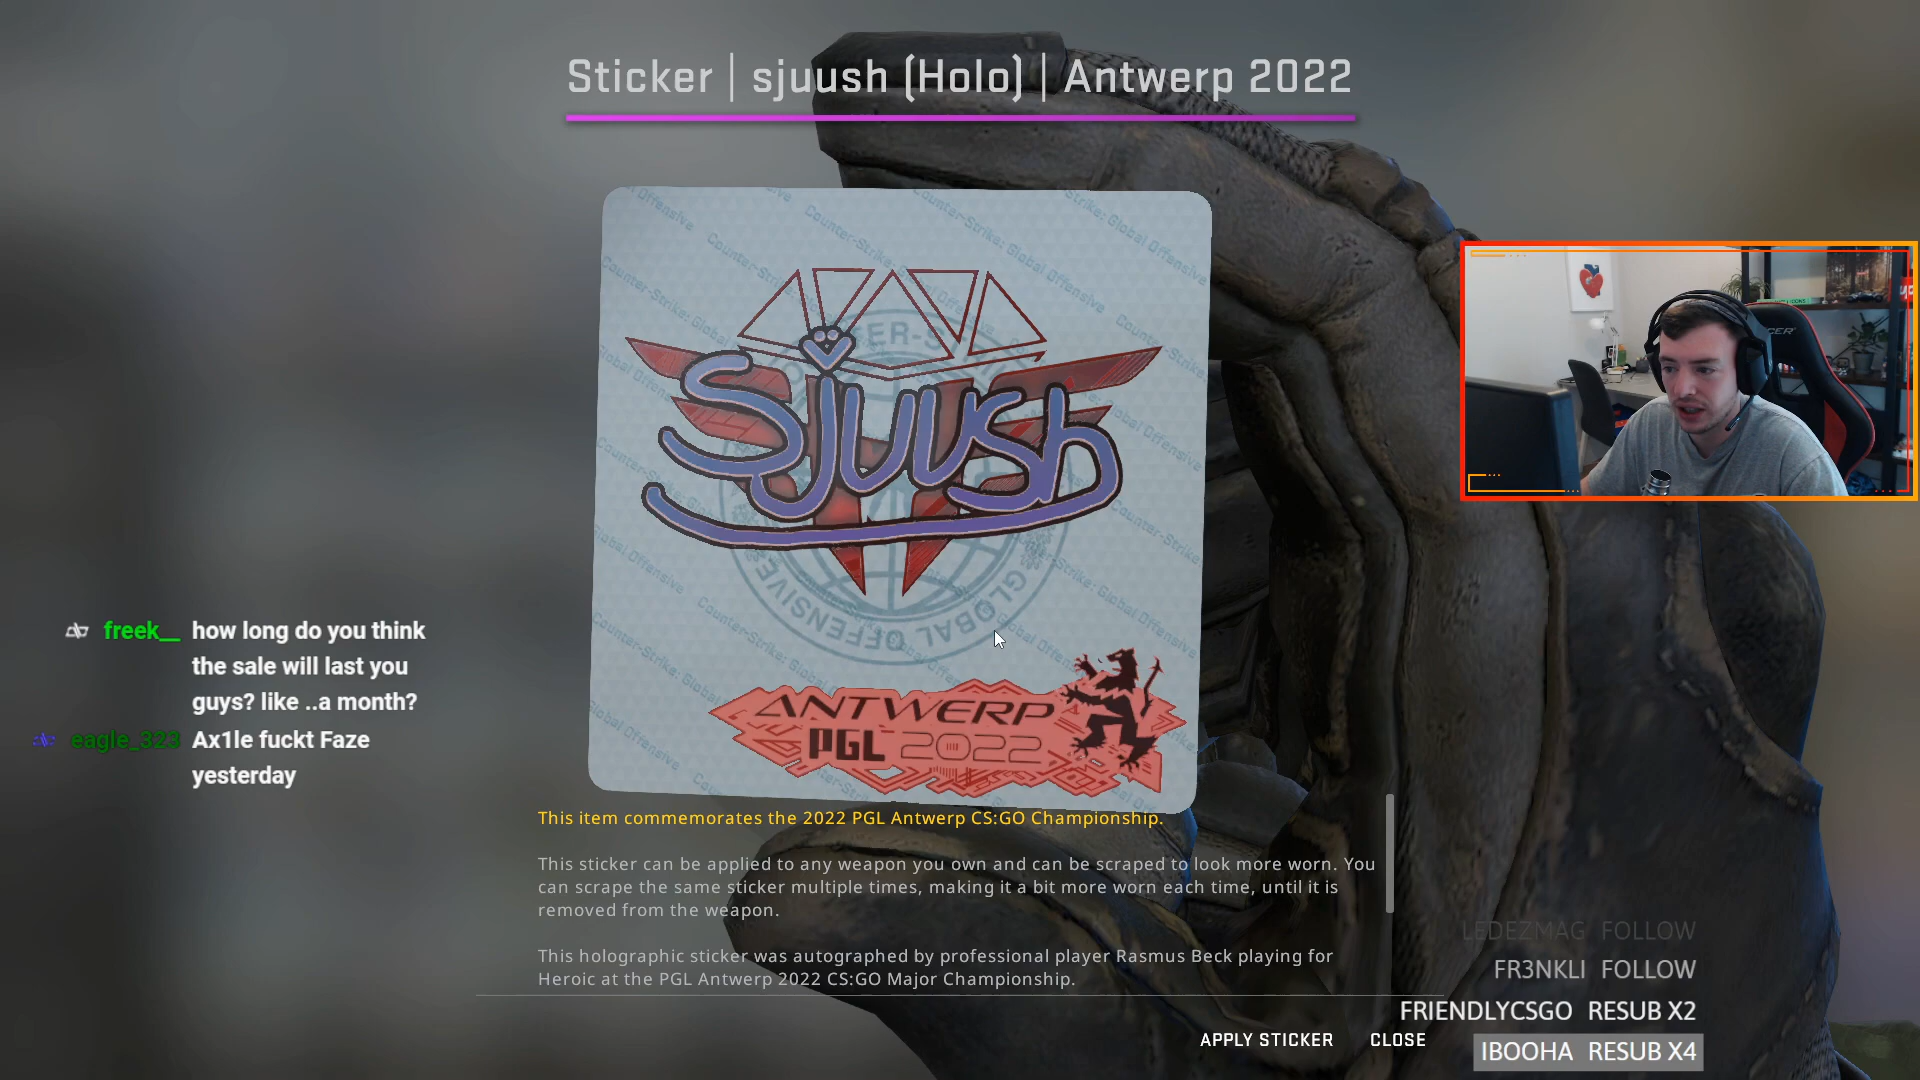 Sticker | sjuush (Holo) | Antwerp 2022
sjuush
ANTWERP
PGL 2022
freek__ how long do you think
the sale will last you
guys? like ..a month?
eagle_323 Ax1le fuckt Faze
yesterday
This item commemorates the 2022 PGL Antwerp CS:GO Championship.
This sticker can be applied to any weapon you own and can be scraped to look more worn. You
can scrape the same sticker multiple times, making it a bit more worn each time, until it is
removed from the weapon.
This holographic sticker was autographed by professional player Rasmus Beck playing for
Heroic at the PGL Antwerp 2022 CS:GO Major Championship.
APPLY STICKER CLOSE
LEDEZMAG FOLLOW
FR3NKLI FOLLOW
FRIENDLYCSGO RESUB X2
IBOOHA RESUB X4